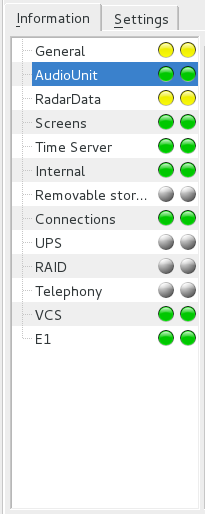 Information
Settings
General
AudioUnit
RadarData
Screens
Time Server
Internal
Removable stor...
Connections
UPS
RAID
Telephony
VCS
E1